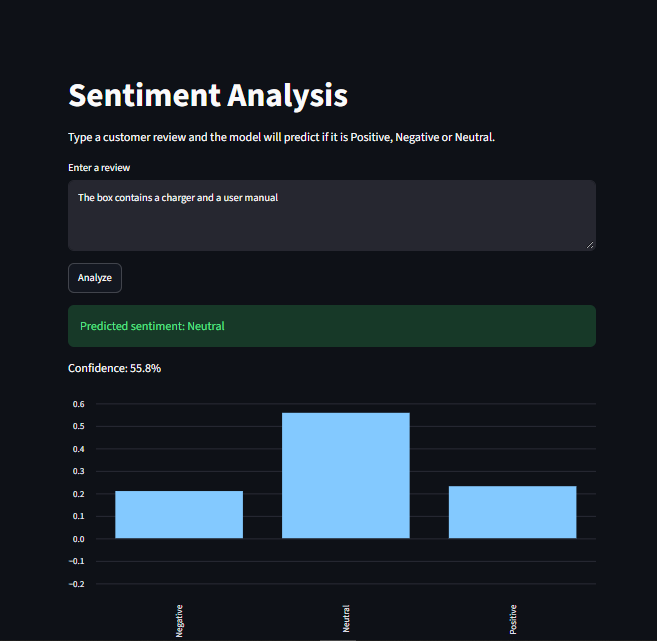 Sentiment Analysis
Type a customer review and the model will predict if it is Positive, Negative or Neutral.
Enter a review
The box contains a charger and a user manual
Analyze
Predicted sentiment: Neutral
Confidence: 55.8%
0.6
0.5
0.4
0.3
0.2
0.1
0.0
−0.1
−0.2
Negative
Neutral
Positive